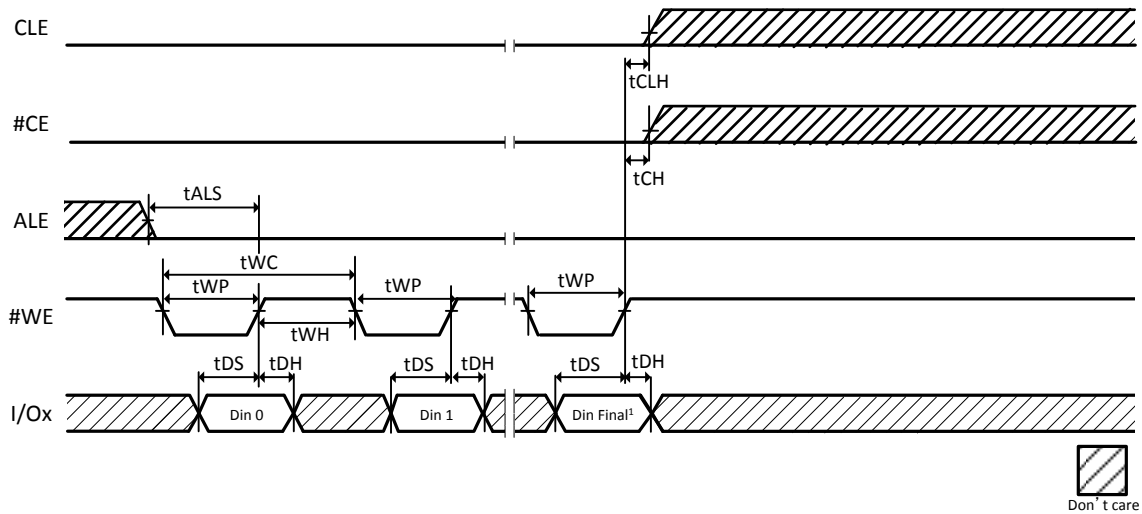 CLE
tCLH
#CE
tCH
tALS
ALE
tWC
tWP
tWP
tWP
#WE
tWH
tDS
tDH
tDS
tDH
tDS
tDH
I/Ox
Din 0
Din 1
Din Final¹
Don’t care